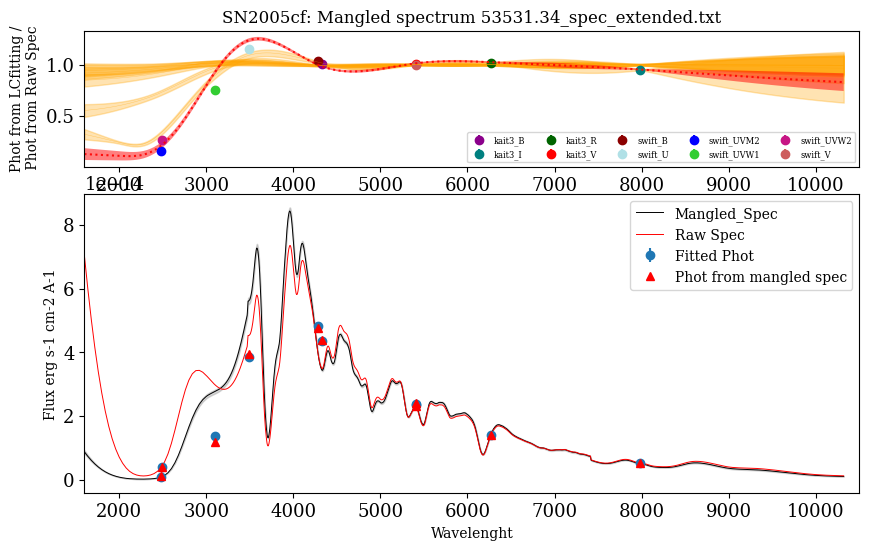 SN2005cf: Mangled spectrum 53531.34_spec_extended.txt
Phot from LCfitting /
Phot from Raw Spec
1.0
0.5
kait3_B kait3_R swift_B swift_UVM2 swift_UVW2
kait3_I kait3_V swift_U swift_UVW1 swift_V
2000 3000 4000 5000 6000 7000 8000 9000 10000
1e−14
Flux erg s-1 cm-2 A-1
8
6
4
2
0
Mangled_Spec
Raw Spec
Fitted Phot
Phot from mangled spec
2000 3000 4000 5000 6000 7000 8000 9000 10000
Wavelenght